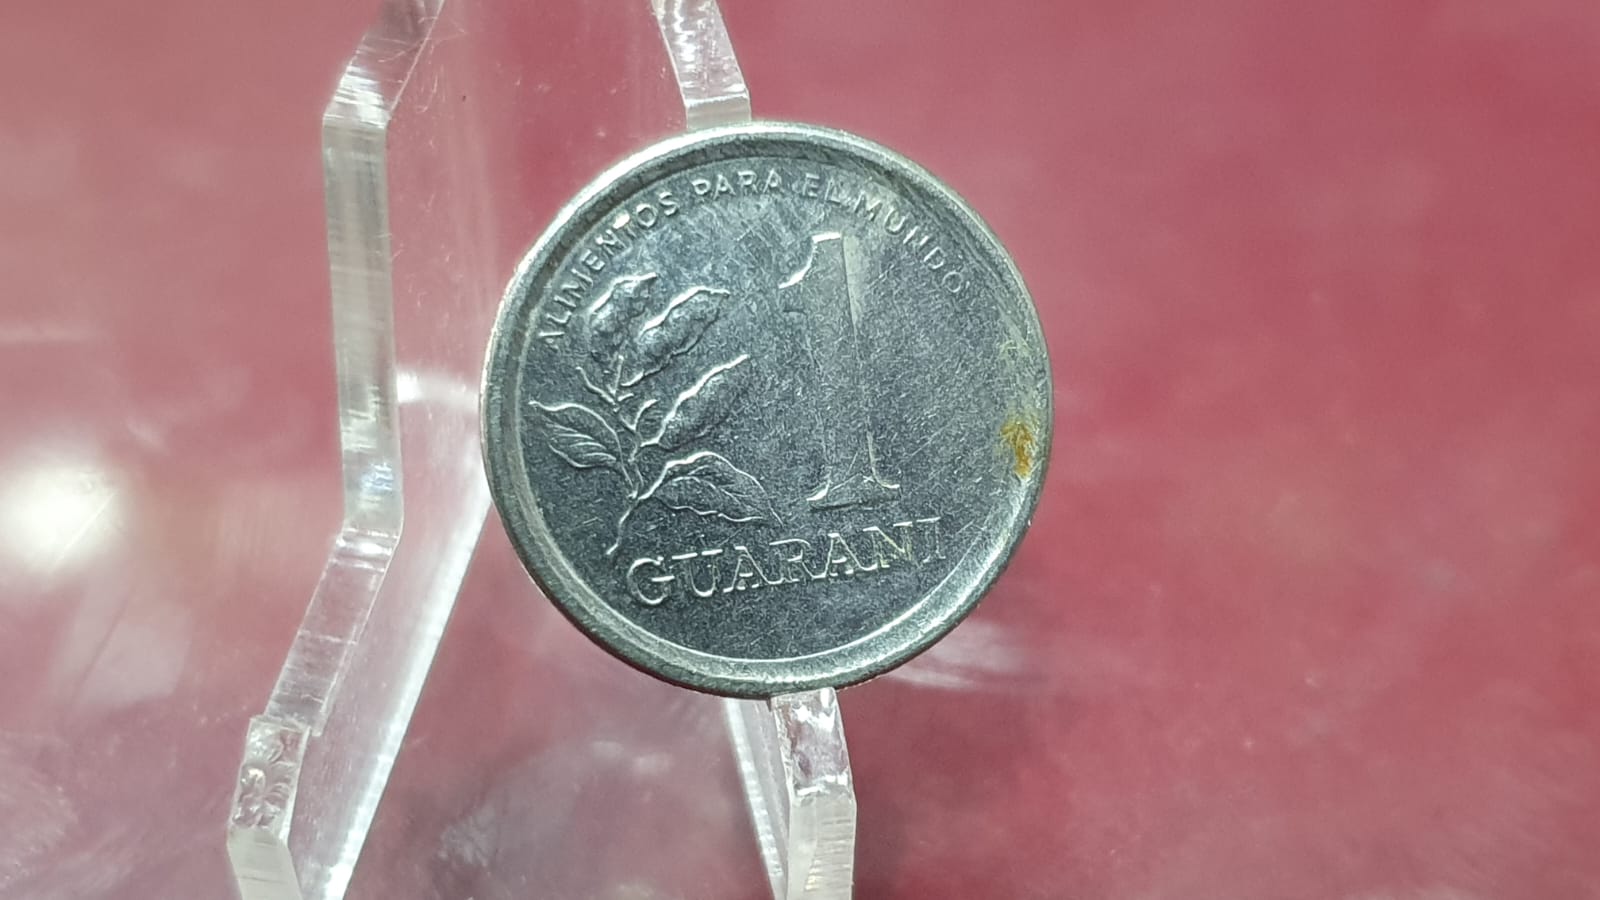 ALIMENTOS PARA EL MUNDO
1
GUARANI